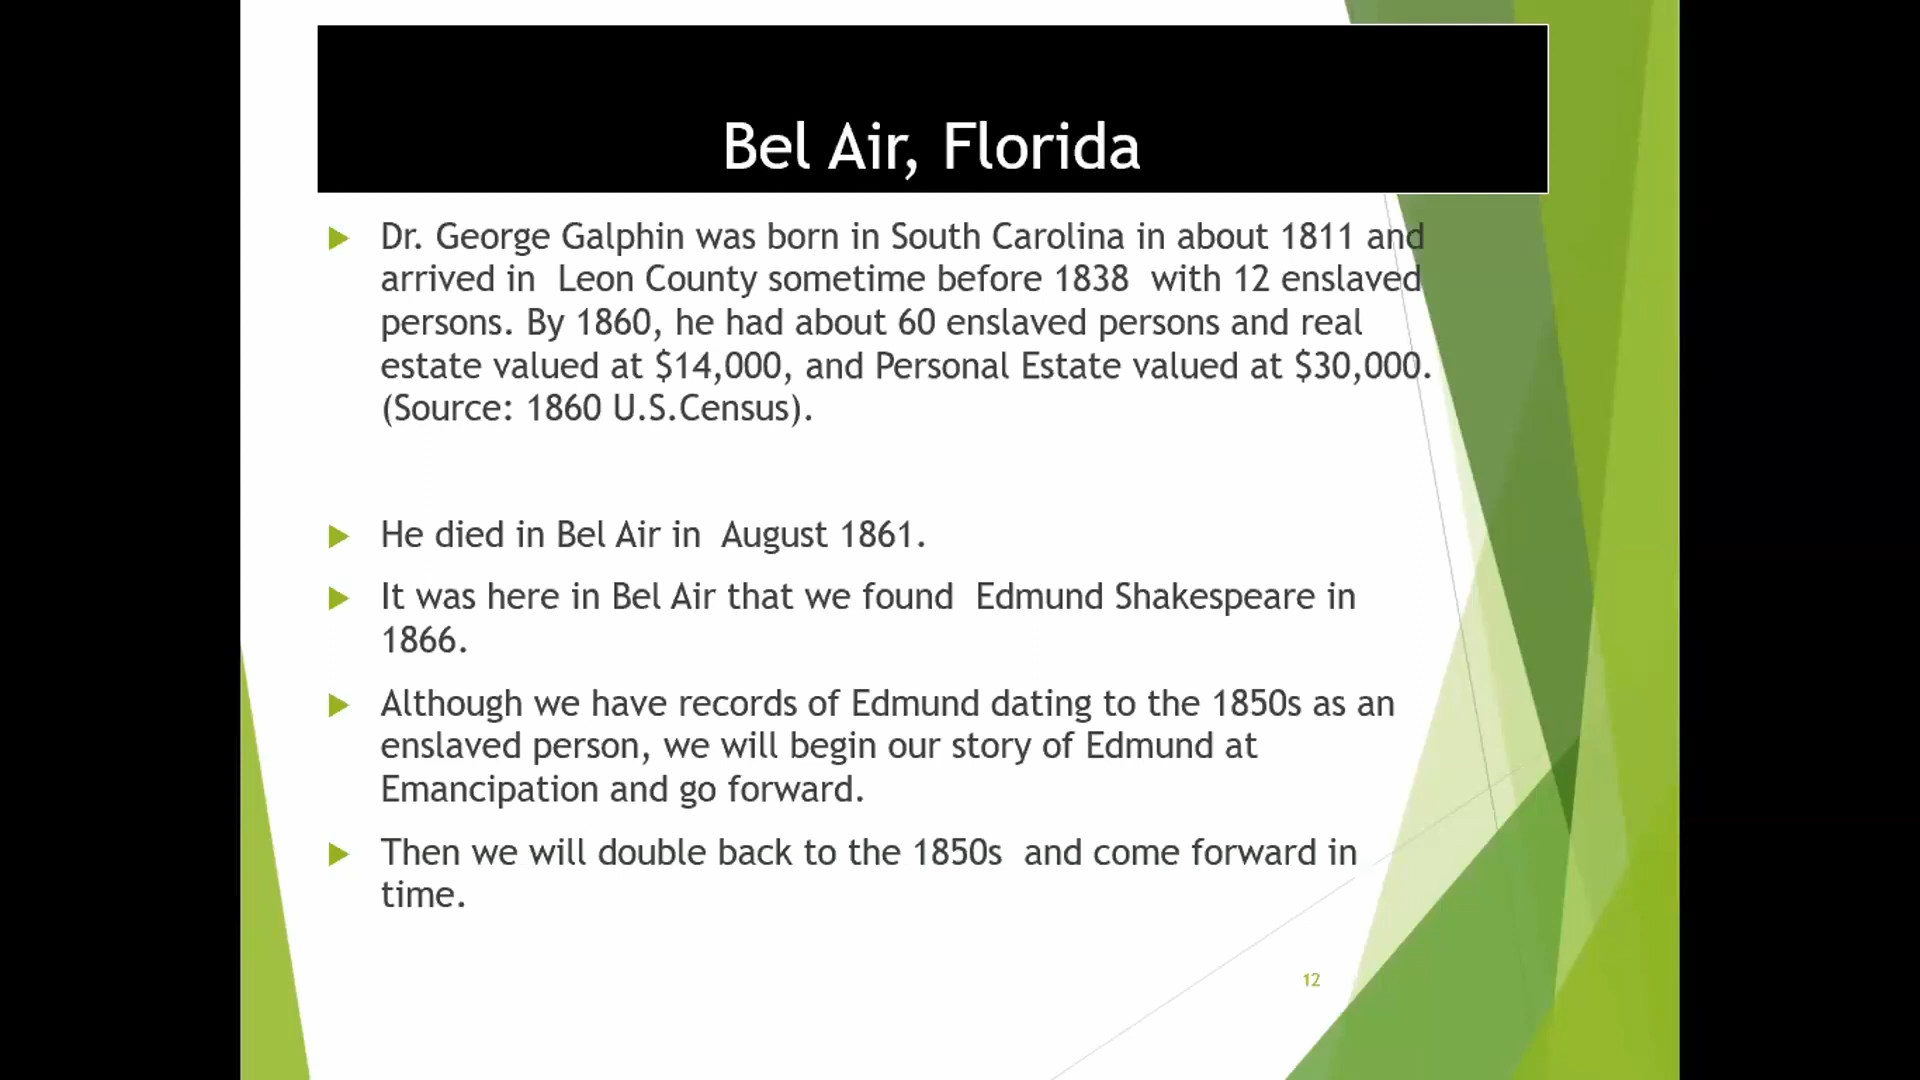 Bel Air, Florida
Dr. George Galphin was born in South Carolina in about 1811 and
arrived in  Leon County sometime before 1838  with 12 enslaved
persons. By 1860, he had about 60 enslaved persons and real
estate valued at $14,000, and Personal Estate valued at $30,000.
(Source: 1860 U.S.Census).
He died in Bel Air in  August 1861.
It was here in Bel Air that we found  Edmund Shakespeare in
1866.
Although we have records of Edmund dating to the 1850s as an
enslaved person, we will begin our story of Edmund at
Emancipation and go forward.
Then we will double back to the 1850s  and come forward in
time.
12